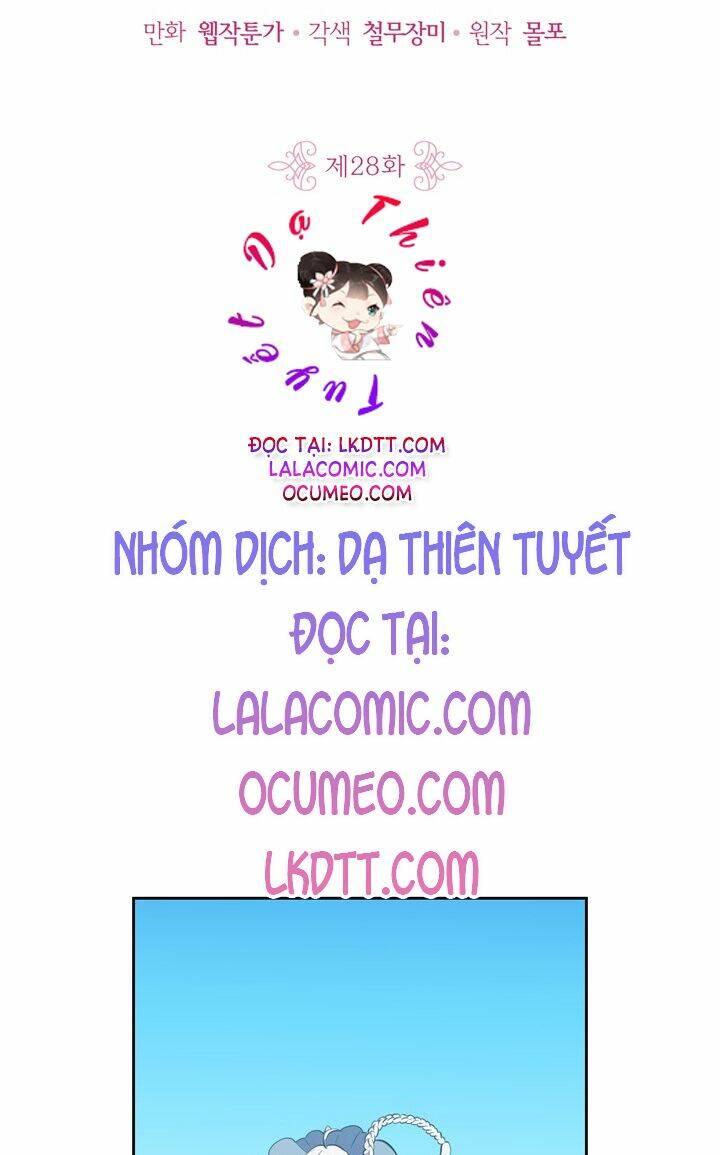 만화 웹작툰가 • 각색 철무장미 • 원작 몰포
제28화
Dạ Thiên Tuyết
ĐỌC TẠI: LKDTT.COM
LALACOMIC.COM
OCUMEO.COM
NHÓM DỊCH: DẠ THIÊN TUYẾT
ĐỌC TẠI:
LALACOMIC.COM
OCUMEO.COM
LKDTT.COM